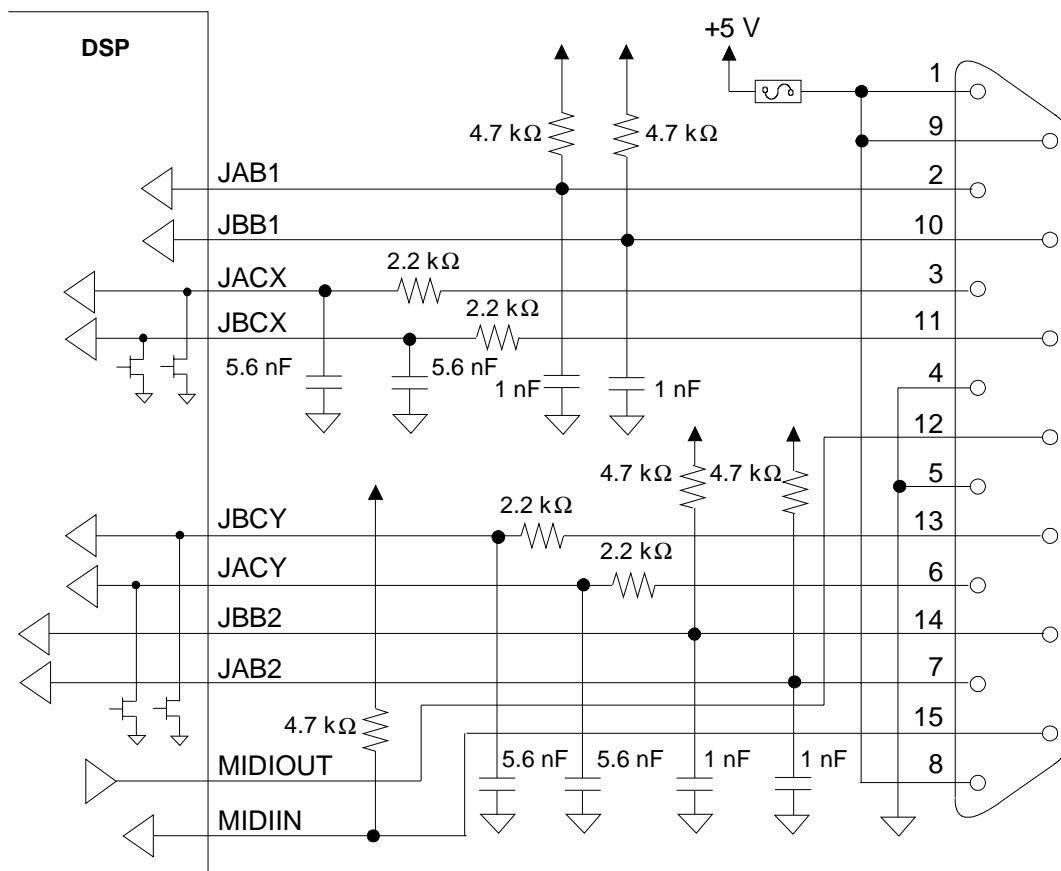 DSP
+5 V
1
9
4.7 kΩ
4.7 kΩ
JAB1
2
JBB1
10
2.2 kΩ
JACX
3
2.2 kΩ
JBCX
11
5.6 nF
5.6 nF
1 nF
1 nF
4
12
4.7 kΩ
4.7 kΩ
5
2.2 kΩ
JBCY
13
2.2 kΩ
JACY
6
JBB2
14
JAB2
7
4.7 kΩ
15
MIDIOUT
5.6 nF
5.6 nF
1 nF
1 nF
8
MIDIIN